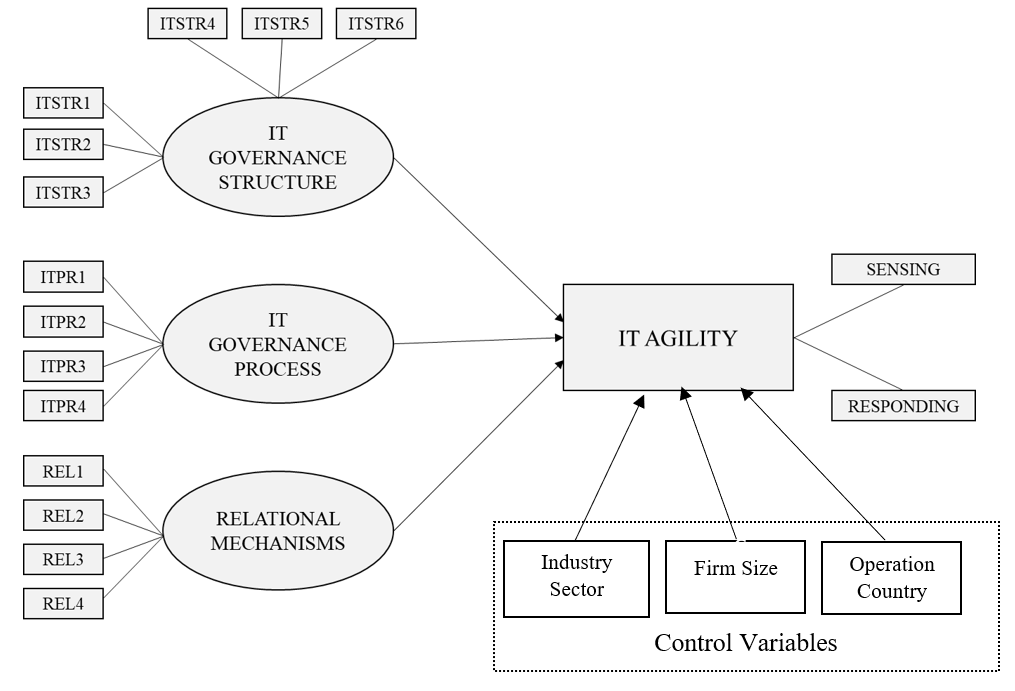 ITSTR4
ITSTR5
ITSTR6
ITSTR1
ITSTR2
ITSTR3
IT
GOVERNANCE
STRUCTURE
ITPR1
ITPR2
ITPR3
ITPR4
IT
GOVERNANCE
PROCESS
REL1
REL2
REL3
REL4
RELATIONAL
MECHANISMS
IT AGILITY
SENSING
RESPONDING
Industry
Sector
Firm Size
Operation
Country
Control Variables